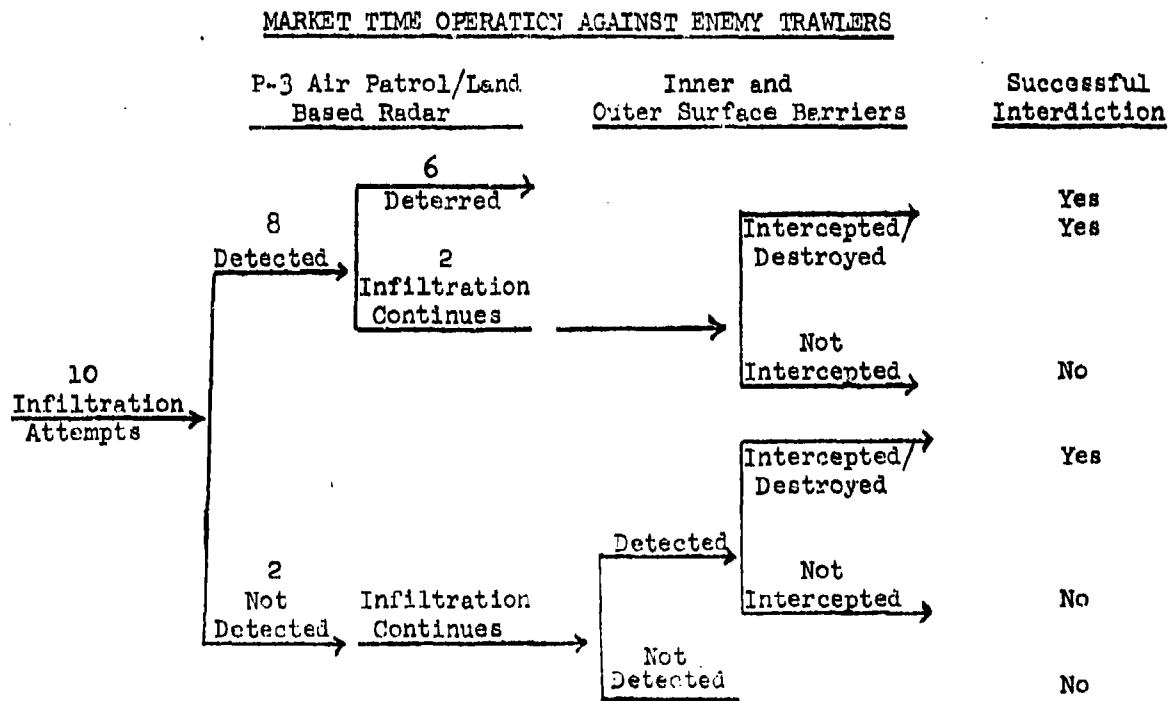 MARKET TIME OPERATION AGAINST ENEMY TRAWLERS
P-3 Air Patrol/Land
Based Radar
Inner and
Outer Surface Barriers
Successful
Interdiction
6
Deterred
Yes
8
Detected
Intercepted/
Destroyed
Yes
2
Infiltration
Continues
Not
Intercepted
No
10
Infiltration
Attempts
Intercepted/
Destroyed
Yes
Detected
2
Not
Detected
Infiltration
Continues
Not
Intercepted
No
Not
Detected
No